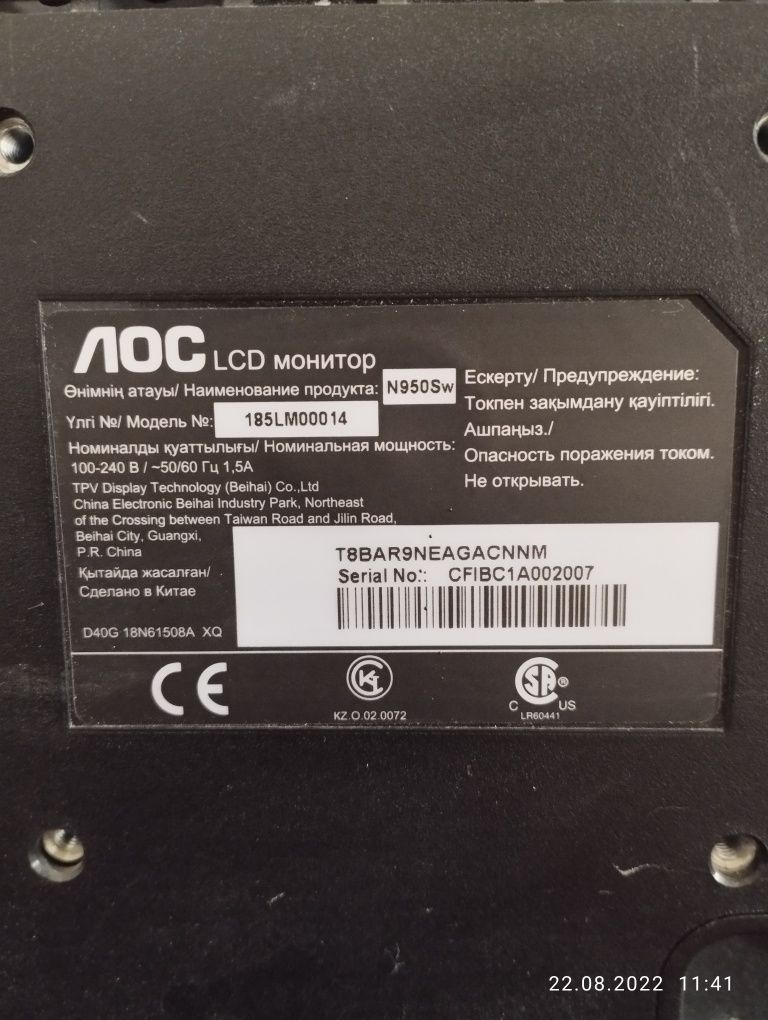 AOC LCD монитор
Өнімнің атауы/ Наименование продукта: N950Sw
Үлгі №/ Модель №: 185LM00014
Номиналды қуаттылығы/ Номинальная мощность:
100-240 В / ~50/60 Гц 1,5А
TPV Display Technology (Beihai) Co.,Ltd
China Electronic Beihai Industry Park, Northeast
of the Crossing between Taiwan Road and Jilin Road,
Beihai City, Guangxi,
P.R. China
Қытайда жасалған/
Сделано в Китае
D40G 18N61508A XQ
Ескерту/ Предупреждение:
Токпен зақымдану қауіптілігі.
Ашпаңыз./
Опасность поражения током.
Не открывать.
T8BAR9NEAGACNNM
Serial No:: CFIBC1A002007
CE
KZ.O.02.0072
SA ®
C US
LR60441
22.08.2022 11:41